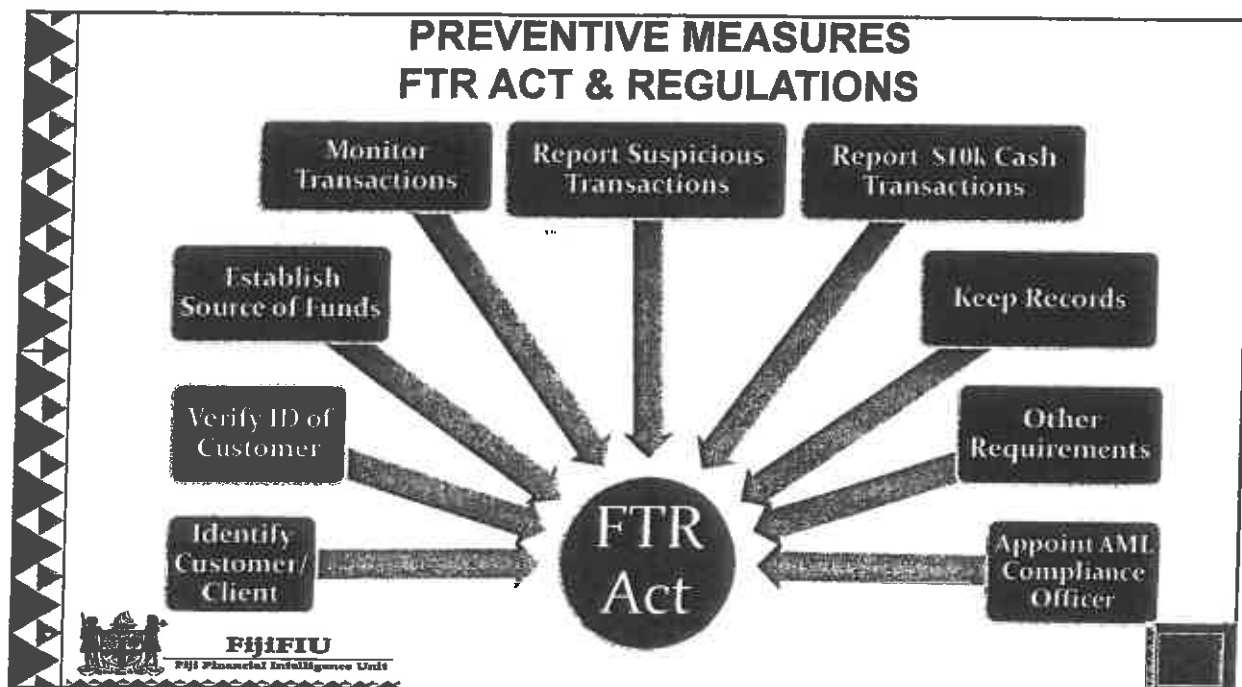 PREVENTIVE MEASURES
FTR ACT & REGULATIONS
Monitor
Transactions
Report Suspicious
Transactions
Report $10k Cash
Transactions
Establish
Source of Funds
Keep Records
Verify ID of
Customer
Other
Requirements
Identify
Customer/
Client
FTR
Act
Appoint AML
Compliance
Officer
FijiFIU
Fiji Financial Intelligence Unit